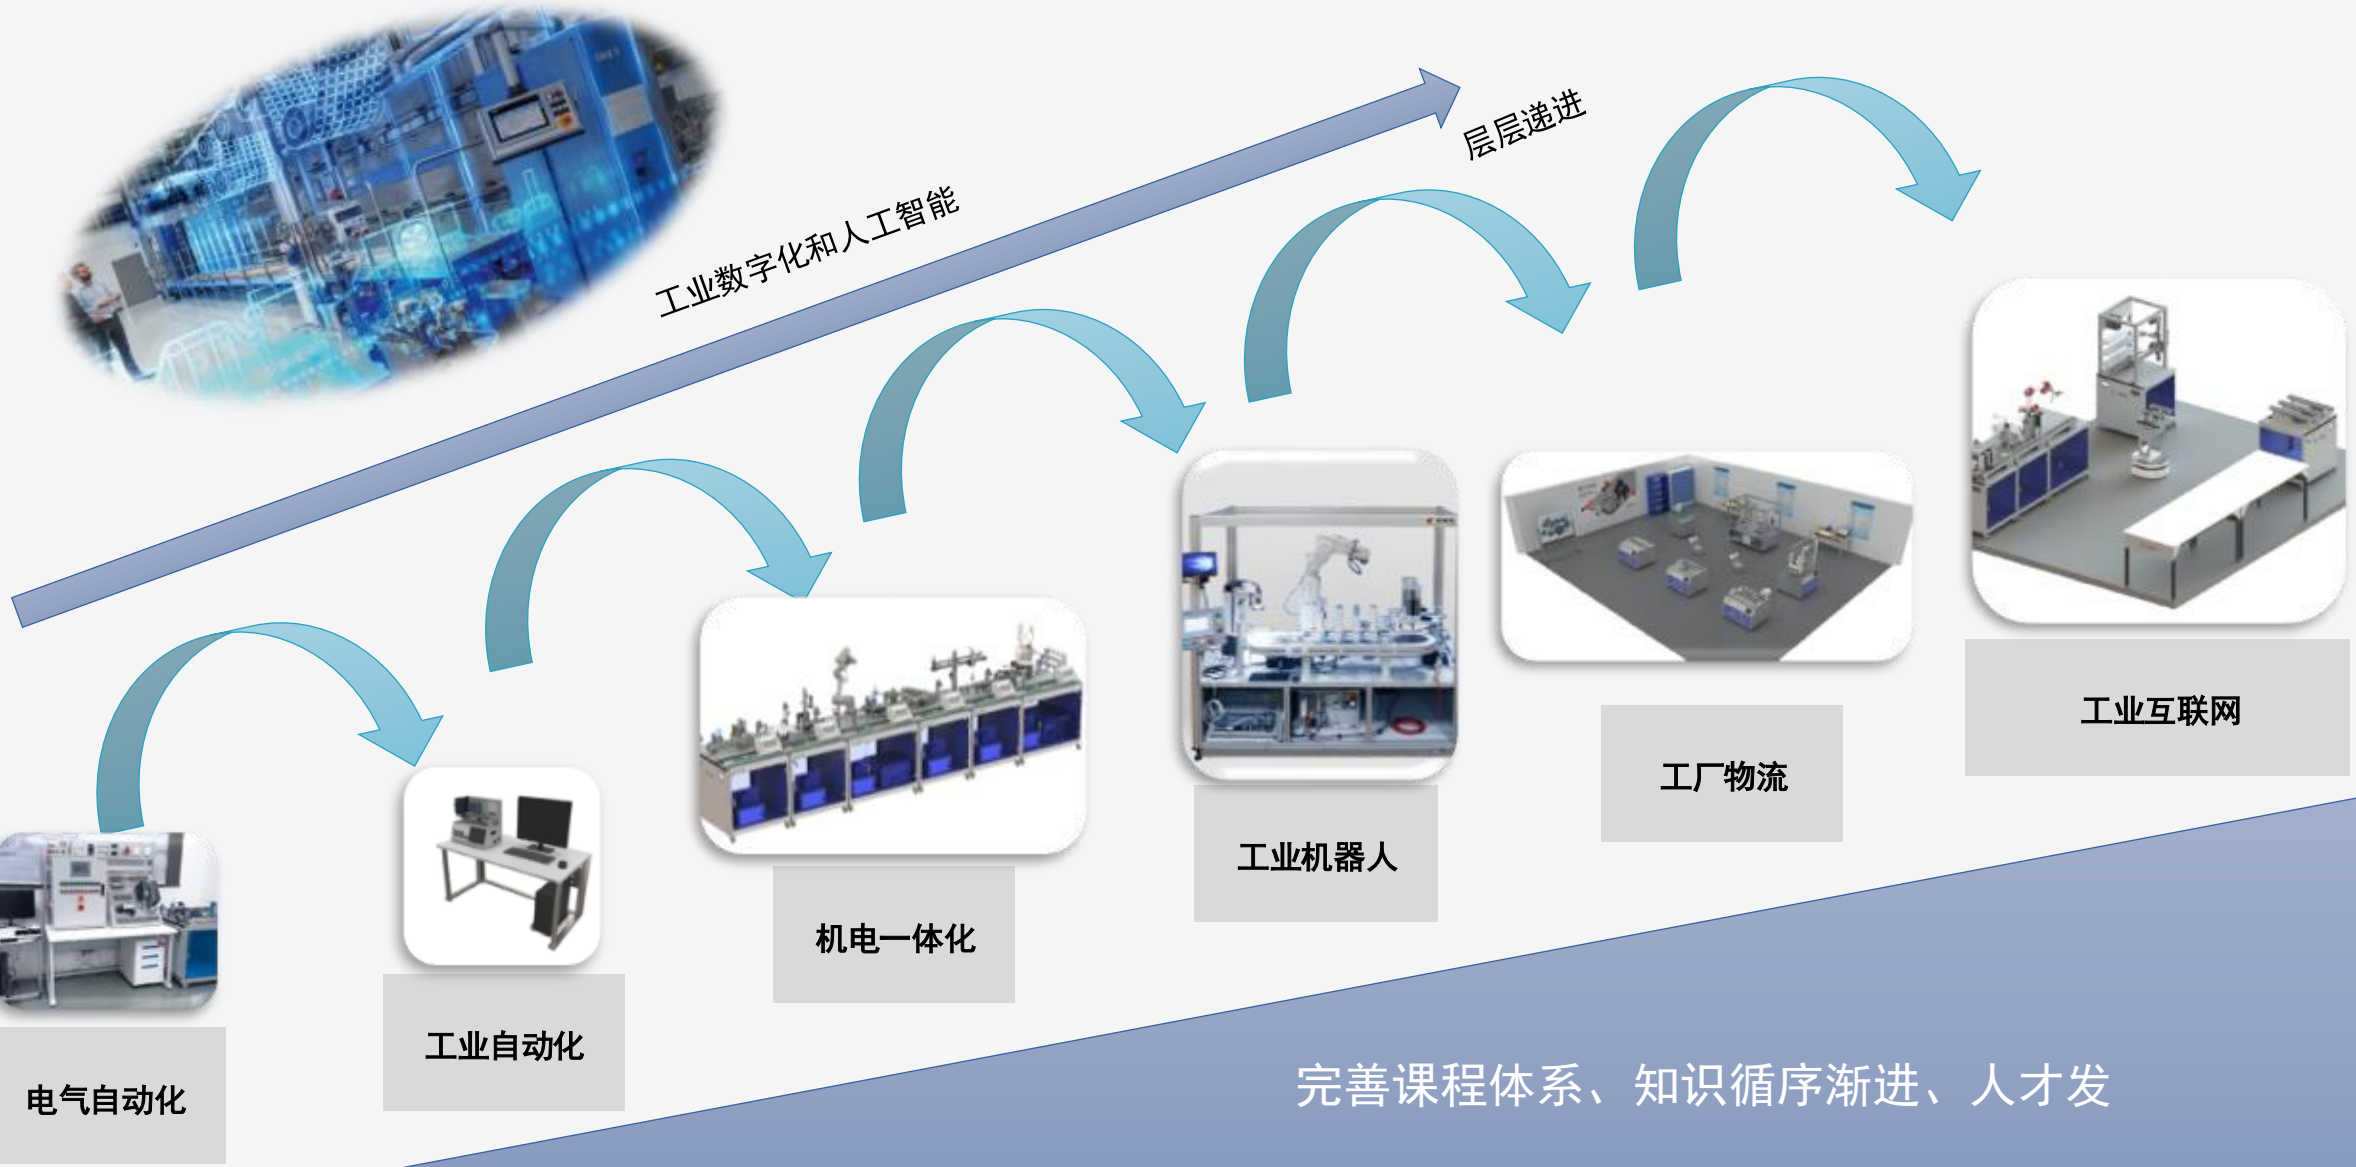 层层递进
工业数字化和人工智能
工业互联网
工厂物流
工业机器人
机电一体化
工业自动化
电气自动化
完善课程体系、知识循序渐进、人才发